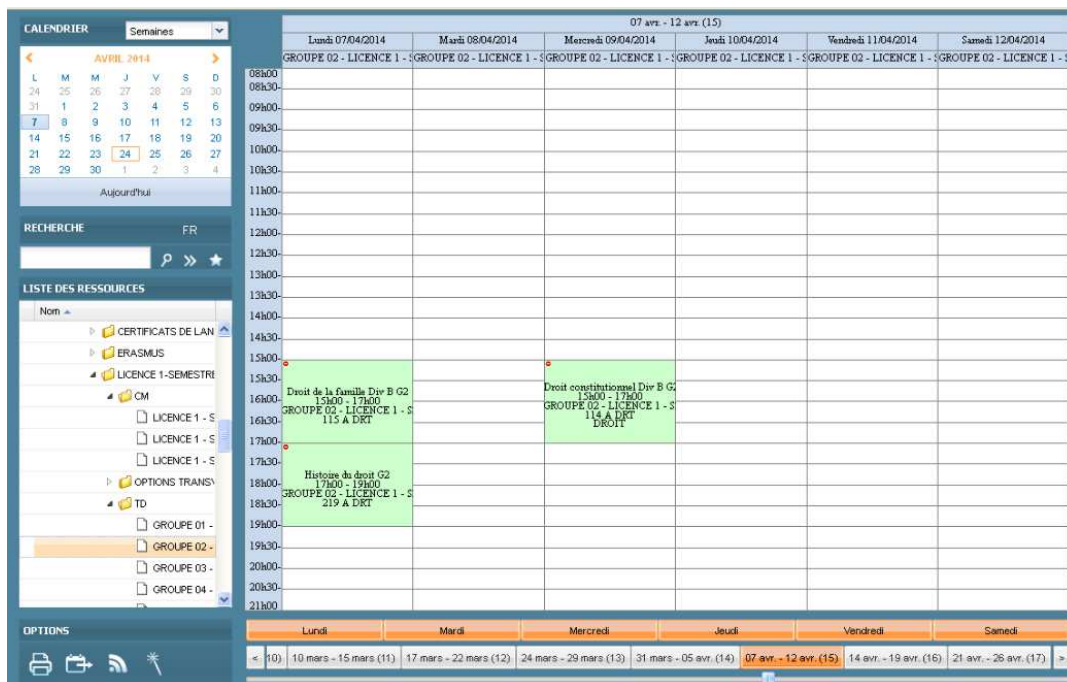 CALENDRIER
Semaines
AVRIL 2014
L M M J V S D
24 25 26 27 28 29 30
31 1 2 3 4 5 6
7 8 9 10 11 12 13
14 15 16 17 18 19 20
21 22 23 24 25 26 27
28 29 30 1 2 3 4
Aujourd'hui
RECHERCHE FR
LISTE DES RESSOURCES
Nom
CERTIFICATS DE LAN
ERASMUS
LICENCE 1-SEMESTRE
CM
LICENCE 1 - S
LICENCE 1 - S
LICENCE 1 - S
OPTIONS TRANSV
TD
GROUPE 01 -
GROUPE 02 -
GROUPE 03 -
GROUPE 04 -
OPTIONS
07 avr. - 12 avr. (15)
Lundi 07/04/2014 Mardi 08/04/2014 Mercredi 09/04/2014 Jeudi 10/04/2014 Vendredi 11/04/2014 Samedi 12/04/2014
GROUPE 02 - LICENCE 1 - S GROUPE 02 - LICENCE 1 - S GROUPE 02 - LICENCE 1 - S GROUPE 02 - LICENCE 1 - S GROUPE 02 - LICENCE 1 - S GROUPE 02 - LICENCE 1 - S
08h00
08h30-
09h00-
09h30-
10h00-
10h30-
11h00-
11h30-
12h00-
12h30-
13h00-
13h30-
14h00-
14h30-
15h00-
15h30-
16h00-
16h30-
17h00-
17h30-
18h00-
18h30-
19h00-
19h30-
20h00-
20h30-
21h00
Droit de la famille Div B G2
15h00 - 17h00
GROUPE 02 - LICENCE 1 - S
115 A DRT
Histoire du droit G2
17h00 - 19h00
GROUPE 02 - LICENCE 1 - S
219 A DRT
Droit constitutionnel Div B G2
15h00 - 17h00
GROUPE 02 - LICENCE 1 - S
114 A DRT
DROIT
Lundi Mardi Mercredi Jeudi Vendredi Samedi
< 10) 10 mars - 15 mars (11) 17 mars - 22 mars (12) 24 mars - 29 mars (13) 31 mars - 05 avr. (14) 07 avr. - 12 avr. (15) 14 avr. - 19 avr. (16) 21 avr. - 26 avr. (17) >